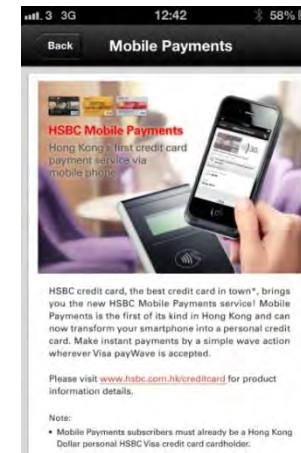 3 3G 12:42 58%
Back Mobile Payments
HSBC Mobile Payments
Hong Kong's first credit card
payment service via
mobile phone
HSBC credit card, the best credit card in town*, brings
you the new HSBC Mobile Payments service! Mobile
Payments is the first of its kind in Hong Kong and can
now transform your smartphone into a personal credit
card. Make instant payments by a simple wave action
wherever Visa payWave is accepted.
Please visit www.hsbc.com.hk/creditcard for product
information details.
Note:
• Mobile Payments subscribers must already be a Hong Kong
Dollar personal HSBC Visa credit card cardholder.